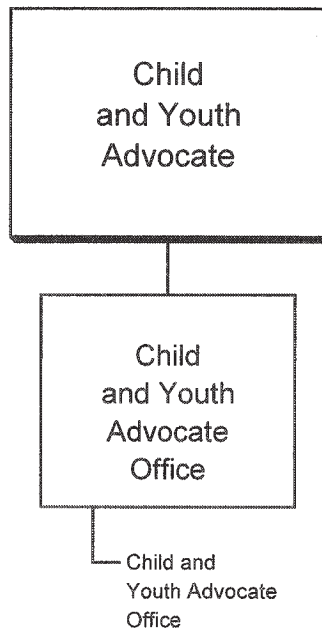 Child
and Youth
Advocate
Child
and Youth
Advocate
Office
Child and
Youth Advocate
Office